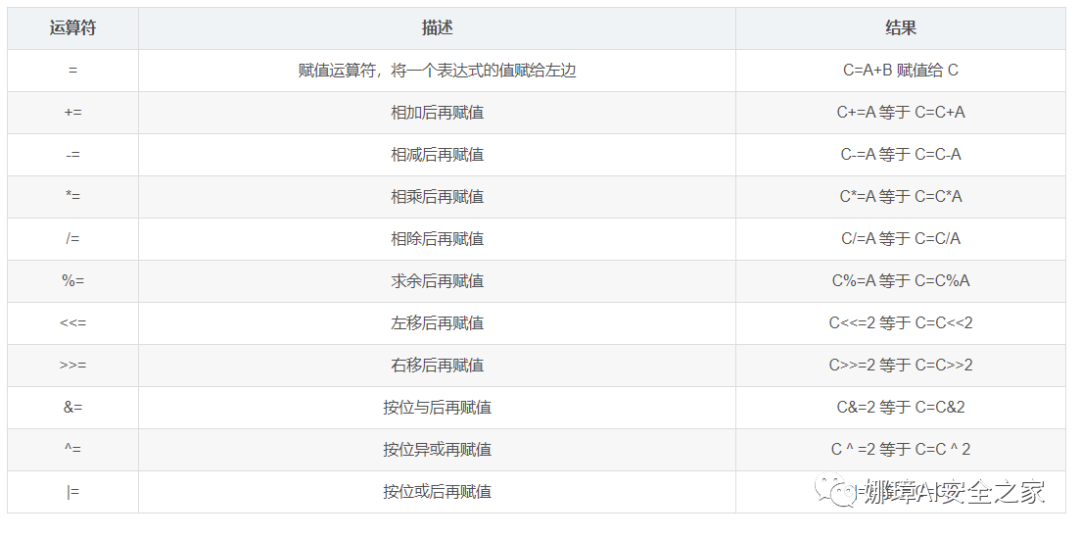 运算符 描述 结果
= 赋值运算符，将一个表达式的值赋给左边 C=A+B 赋值给 C
+= 相加后再赋值 C+=A 等于 C=C+A
-= 相减后再赋值 C-=A 等于 C=C-A
*= 相乘后再赋值 C*=A 等于 C=C*A
/= 相除后再赋值 C/=A 等于 C=C/A
%= 求余后再赋值 C%=A 等于 C=C%A
<<= 左移后再赋值 C<<=2 等于 C=C<<2
>>= 右移后再赋值 C>>=2 等于 C=C>>2
&= 按位与后再赋值 C&=2 等于 C=C&2
^= 按位异或再赋值 C ^ =2 等于 C=C ^ 2
|= 按位或后再赋值
娜璋AI安全之家